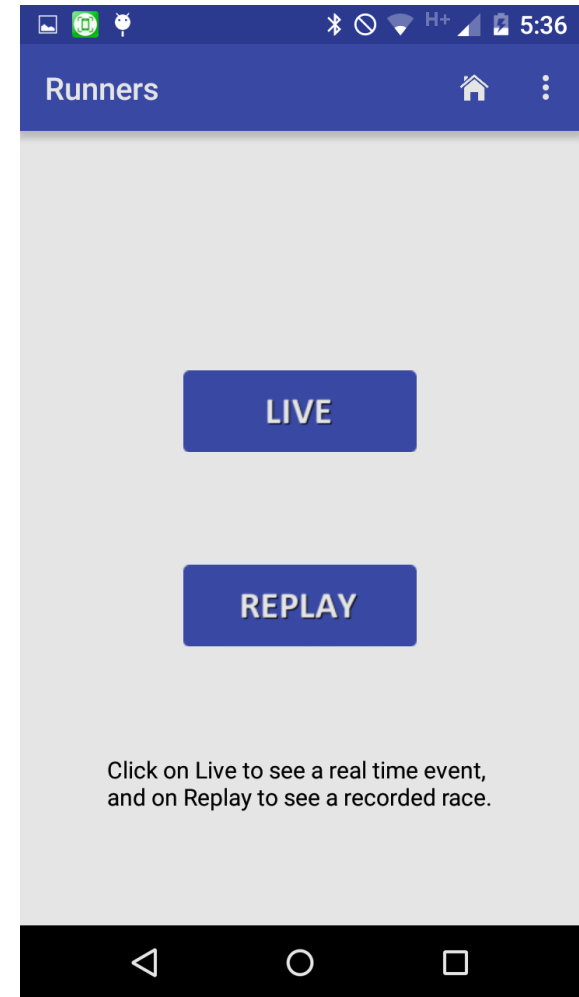 H+ 5:36
Runners
LIVE
REPLAY
Click on Live to see a real time event,
and on Replay to see a recorded race.